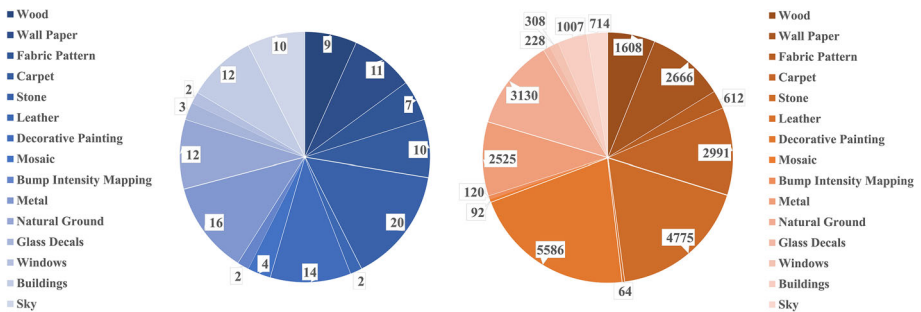 Wood
Wall Paper
Fabric Pattern
Carpet
Stone
Leather
Decorative Painting
Mosaic
Bump Intensity Mapping
Metal
Natural Ground
Glass Decals
Windows
Buildings
Sky
9
11
7
10
20
2
14
4
2
16
12
3
2
12
10
1608
2666
612
2991
4775
64
5586
92
120
2525
3130
228
308
1007
714
Wood
Wall Paper
Fabric Pattern
Carpet
Stone
Leather
Decorative Painting
Mosaic
Bump Intensity Mapping
Metal
Natural Ground
Glass Decals
Windows
Buildings
Sky